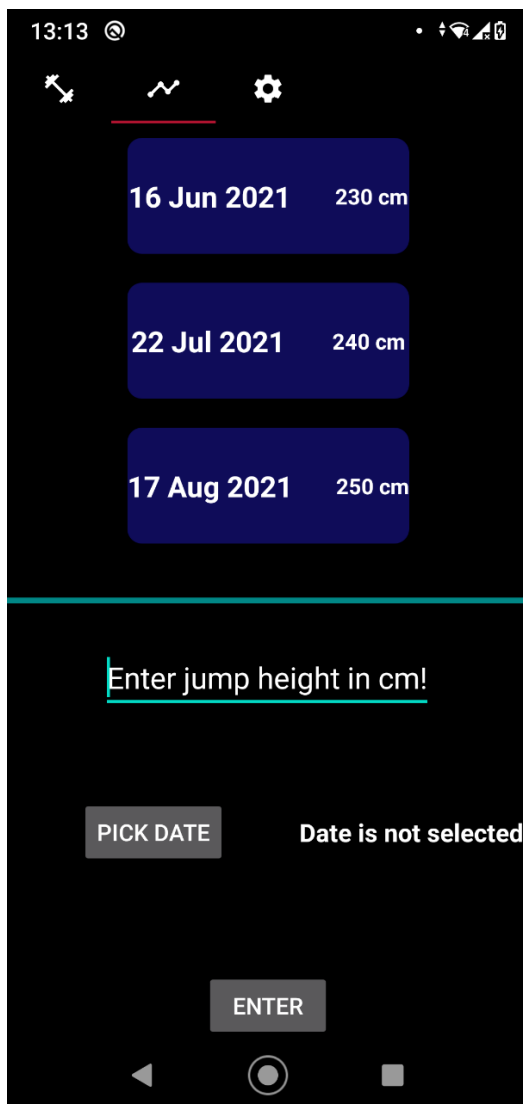 13:13
16 Jun 2021 230 cm
22 Jul 2021 240 cm
17 Aug 2021 250 cm
Enter jump height in cm!
PICK DATE Date is not selected
ENTER